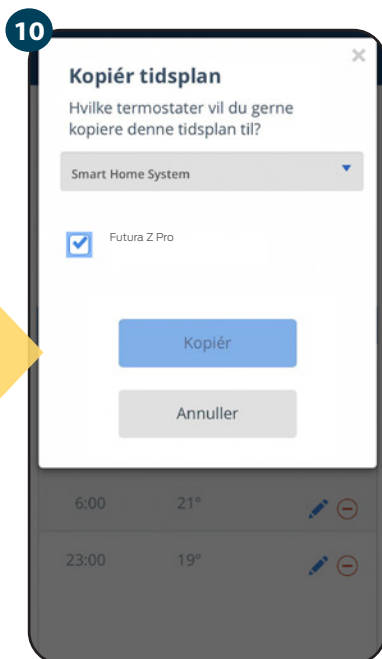 10
Kopiér tidsplan
Hvilke termostater vil du gerne
kopiere denne tidsplan til?
Smart Home System
Futura Z Pro
Kopiér
Annuller
6:00 21°
23:00 19°